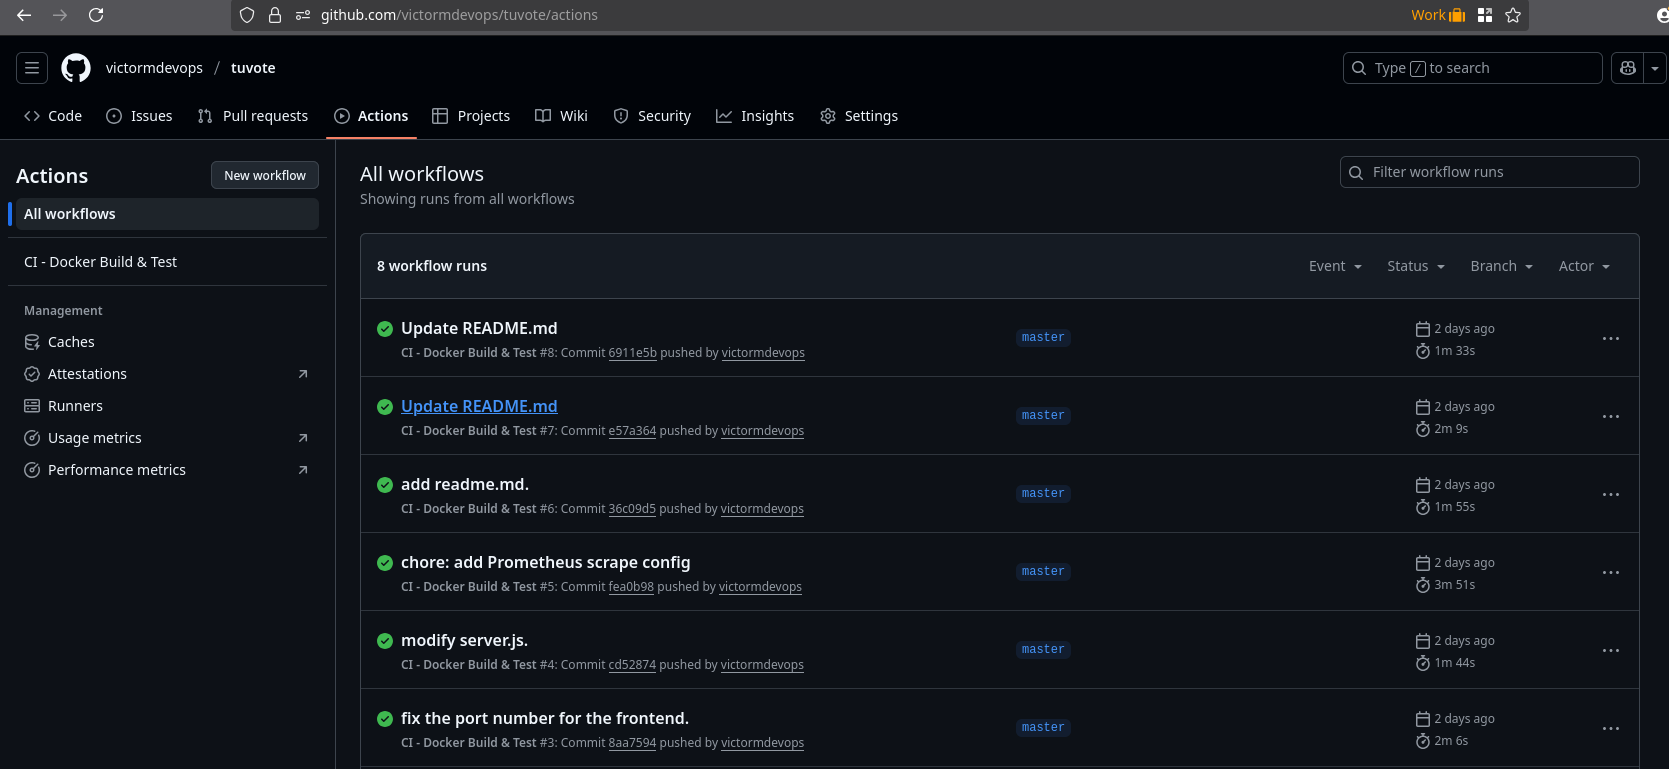 github.com/victormdevops/tuvote/actions
Work
victormdevops / tuvote
Type / to search
Code Issues Pull requests Actions Projects Wiki Security Insights Settings
Actions
New workflow
All workflows
CI - Docker Build & Test
Management
Caches
Attestations
Runners
Usage metrics
Performance metrics
All workflows
Showing runs from all workflows
Filter workflow runs
8 workflow runs
Event Status Branch Actor
Update README.md
CI - Docker Build & Test #8: Commit 6911e5b pushed by victormdevops
master
2 days ago
1m 33s
Update README.md
CI - Docker Build & Test #7: Commit e57a364 pushed by victormdevops
master
2 days ago
2m 9s
add readme.md.
CI - Docker Build & Test #6: Commit 36c09d5 pushed by victormdevops
master
2 days ago
1m 55s
chore: add Prometheus scrape config
CI - Docker Build & Test #5: Commit fea0b98 pushed by victormdevops
master
2 days ago
3m 51s
modify server.js.
CI - Docker Build & Test #4: Commit cd52874 pushed by victormdevops
master
2 days ago
1m 44s
fix the port number for the frontend.
CI - Docker Build & Test #3: Commit 8aa7594 pushed by victormdevops
master
2 days ago
2m 6s